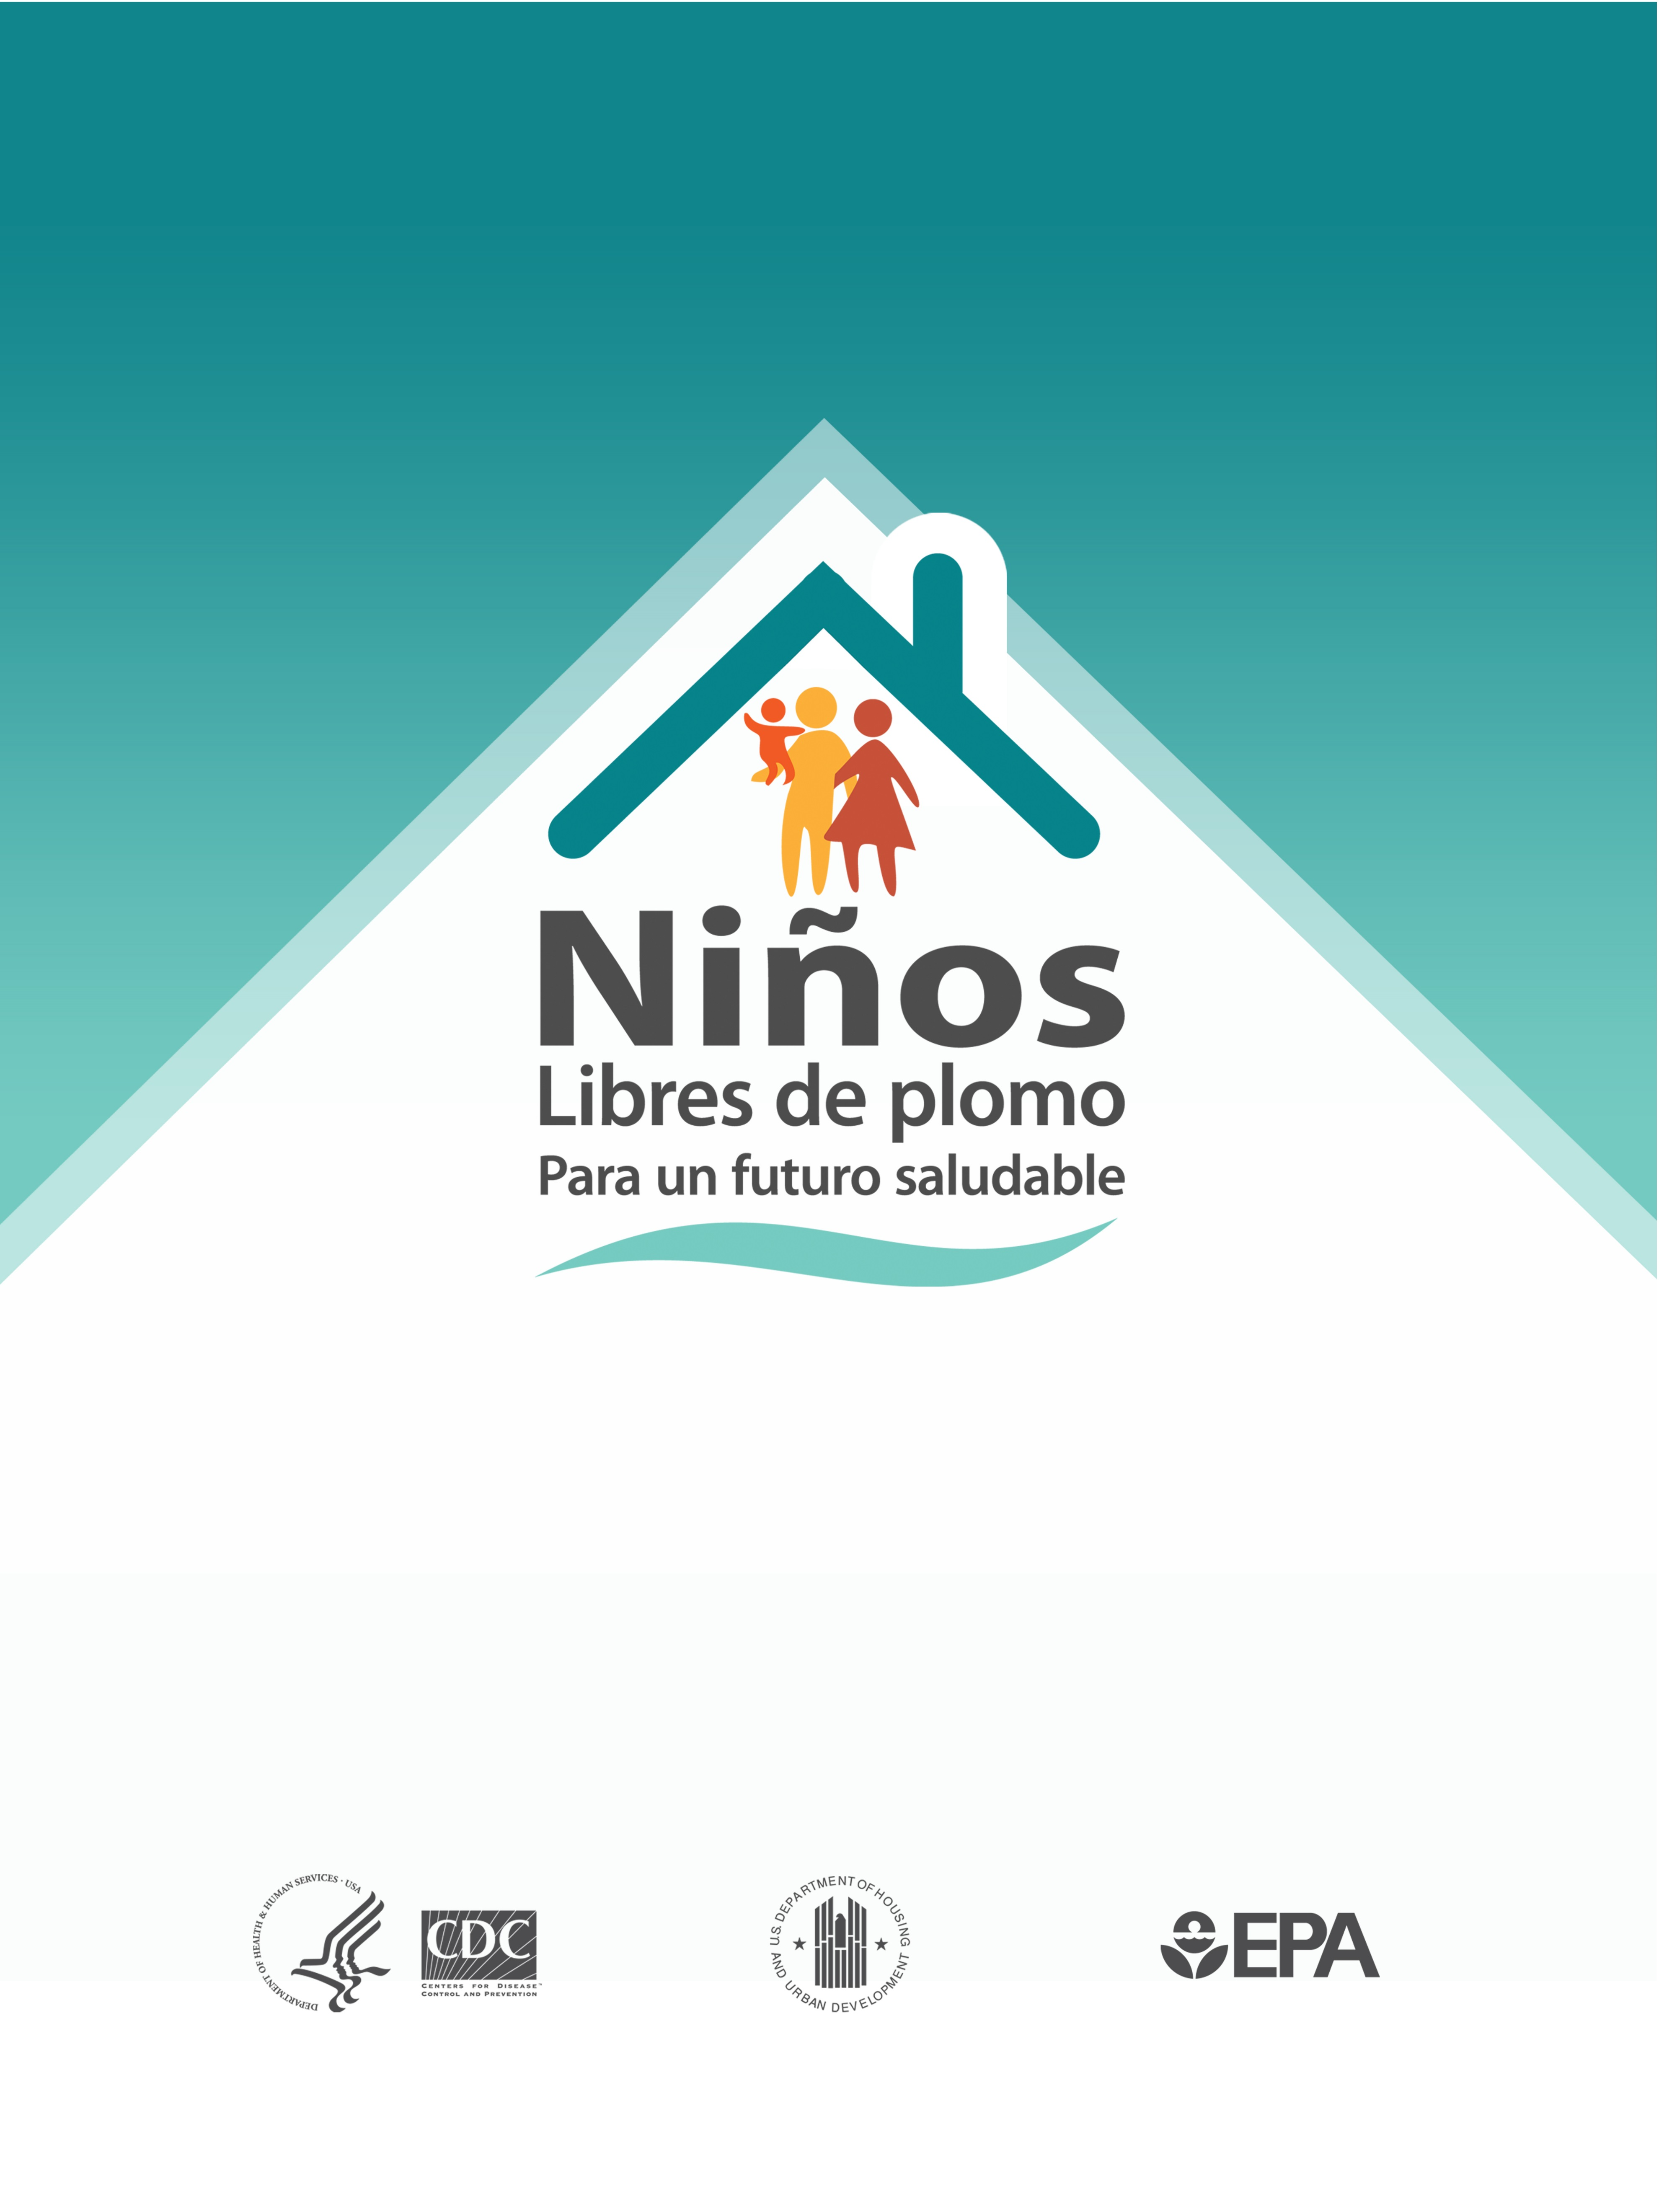 Niños
Libres de plomo
Para un futuro saludable
DEPARTMENT OF HEALTH & HUMAN SERVICES · USA
CDC
CENTERS FOR DISEASE™
CONTROL AND PREVENTION
U.S. DEPARTMENT OF HOUSING
AND URBAN DEVELOPMENT
EPA